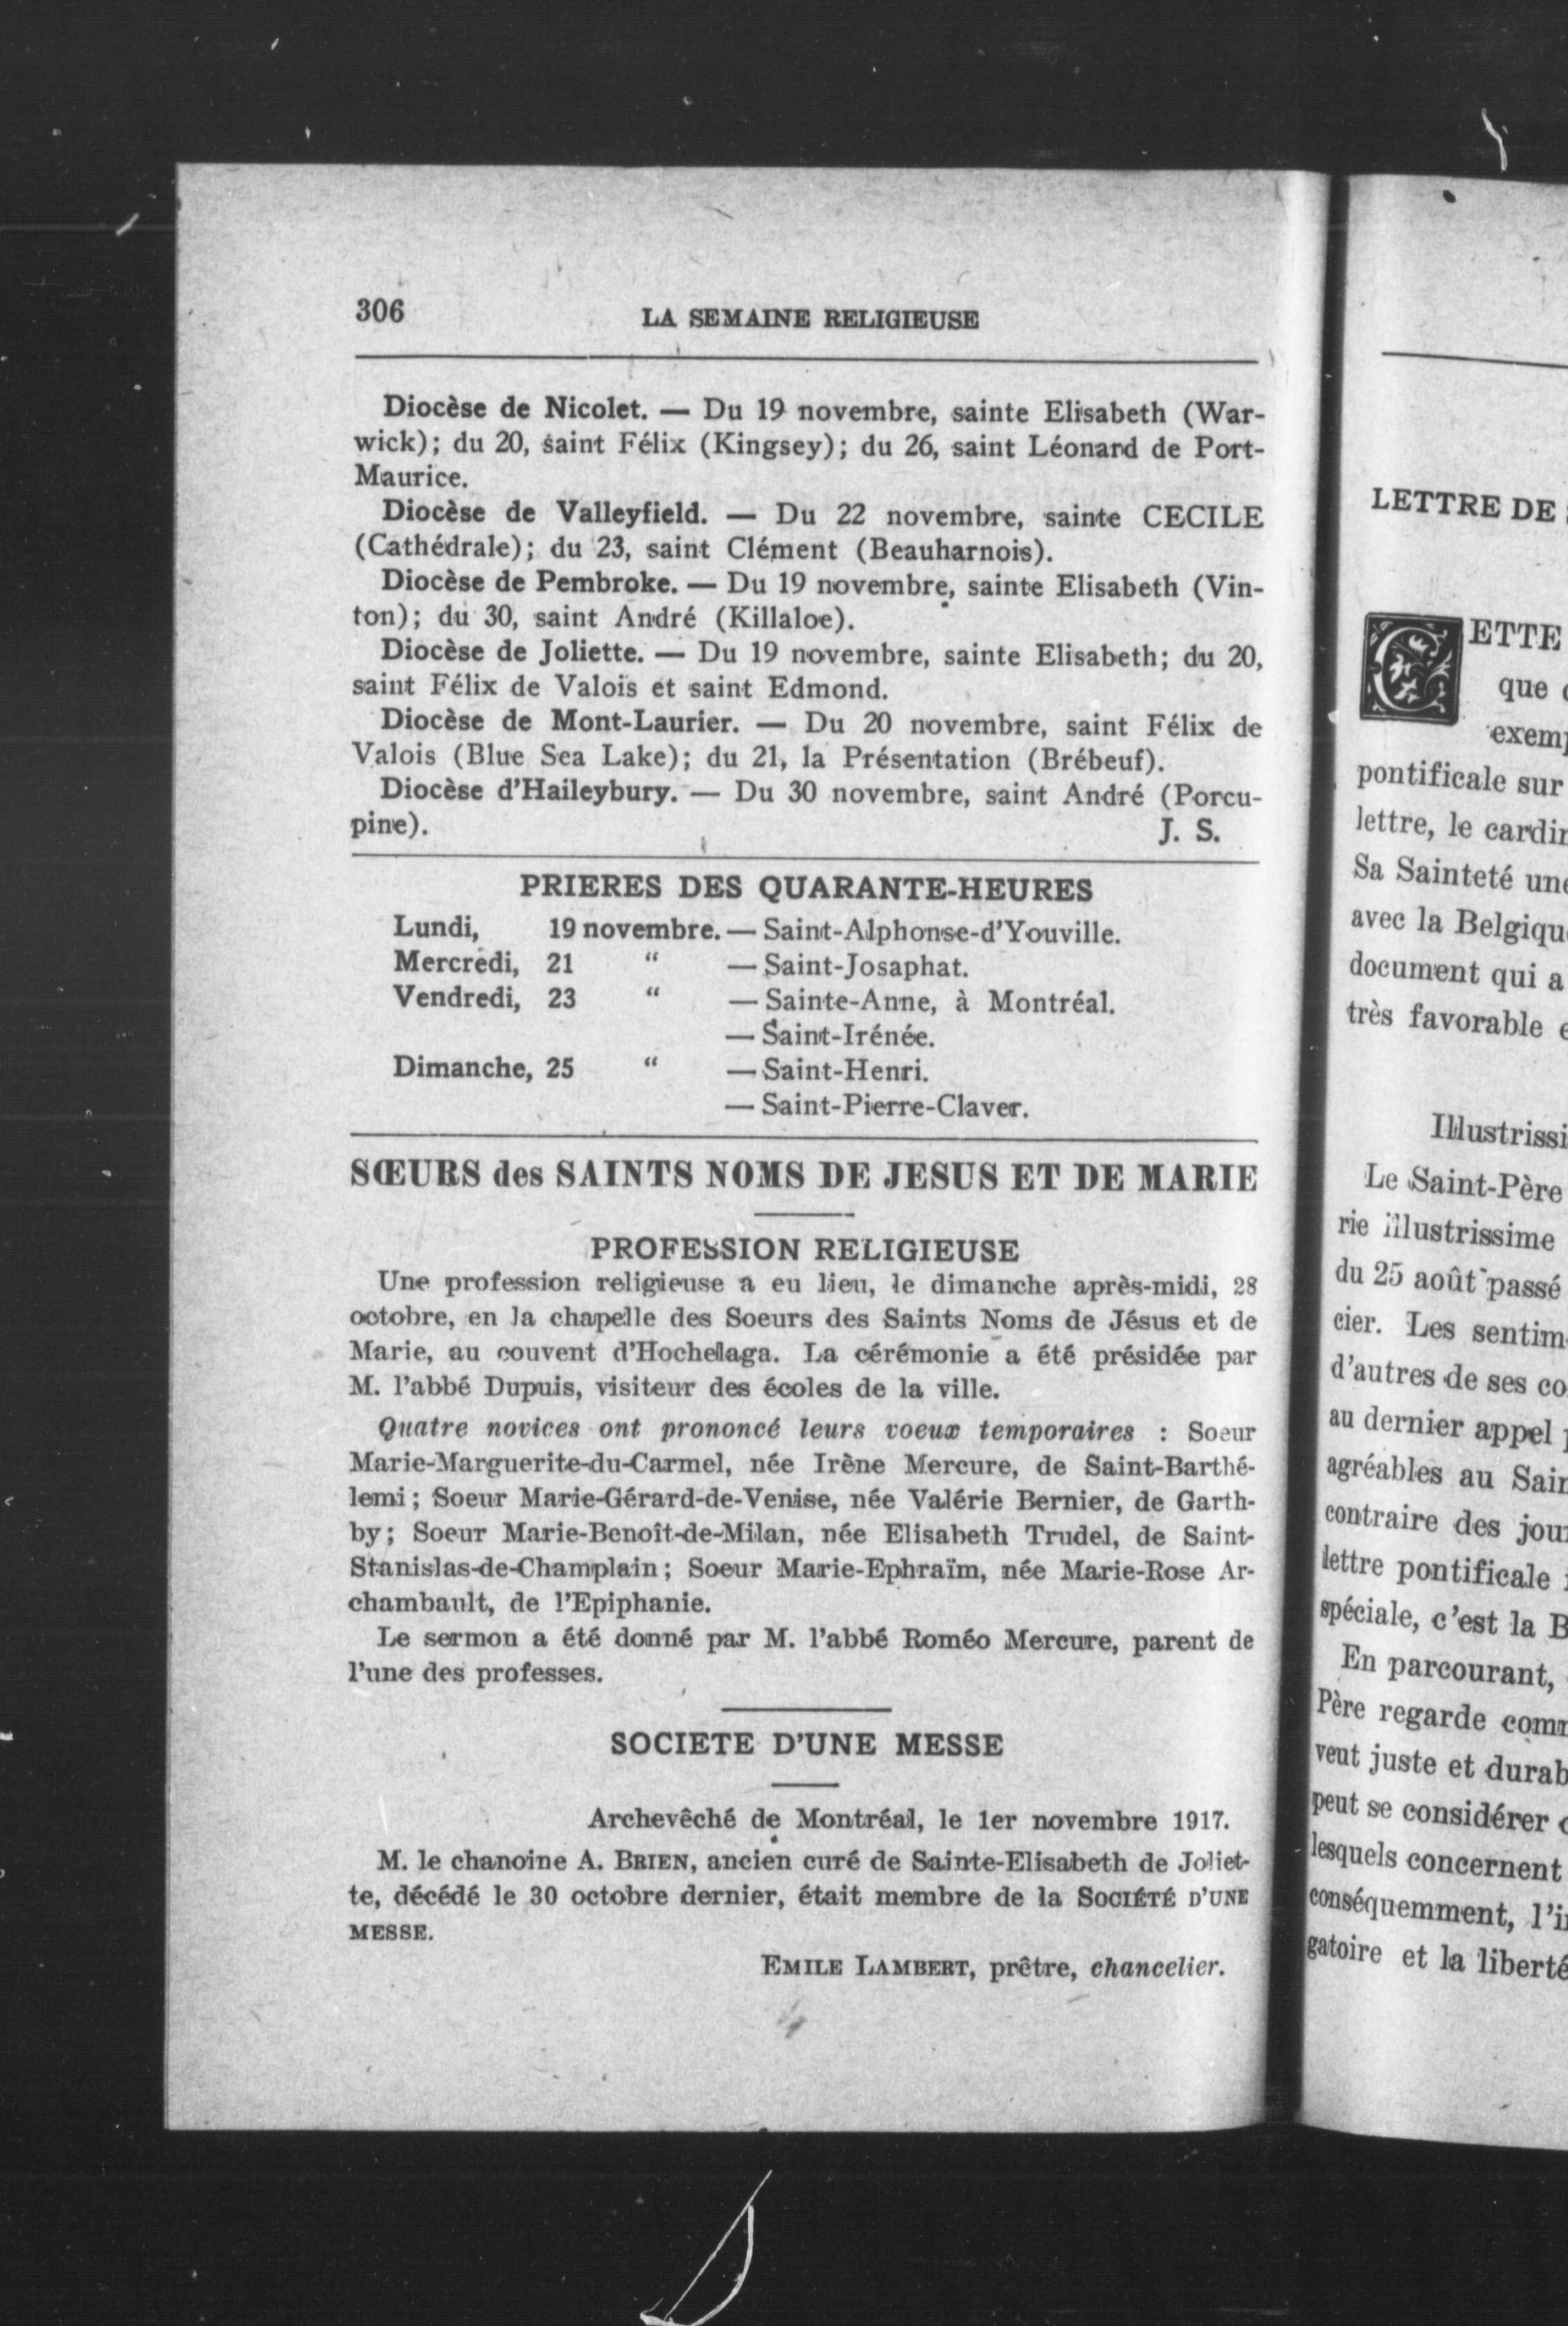 306
LA SEMAINE RELIGIEUSE
Diocèse de Nicolet. — Du 19 novembre, sainte Elisabeth (War-
wick); du 20, saint Félix (Kingsey); du 26, saint Léonard de Port-
Maurice.
Diocèse de Valleyfield. — Du 22 novembre, sainte CECILE
(Cathédrale); du 23, saint Clément (Beauharnois).
Diocèse de Pembroke. — Du 19 novembre, sainte Elisabeth (Vin-
ton); du 30, saint André (Killaloe).
Diocèse de Joliette. — Du 19 novembre, sainte Elisabeth; du 20,
saint Félix de Valois et saint Edmond.
Diocèse de Mont-Laurier. — Du 20 novembre, saint Félix de
Valois (Blue Sea Lake); du 21, la Présentation (Brébeuf).
Diocèse d'Haileybury. — Du 30 novembre, saint André (Porcu-
pine). J. S.
PRIERES DES QUARANTE-HEURES
Lundi, 19 novembre. — Saint-Alphonse-d'Youville.
Mercredi, 21 " — Saint-Josaphat.
Vendredi, 23 " — Sainte-Anne, à Montréal.
— Saint-Irénée.
Dimanche, 25 " — Saint-Henri.
— Saint-Pierre-Claver.
SŒURS des SAINTS NOMS DE JESUS ET DE MARIE
PROFESSION RELIGIEUSE
Une profession religieuse a eu lieu, le dimanche après-midi, 28
octobre, en la chapelle des Soeurs des Saints Noms de Jésus et de
Marie, au couvent d'Hochellaga. La cérémonie a été présidée par
M. l'abbé Dupuis, visiteur des écoles de la ville.
Quatre novices ont prononcé leurs voeux temporaires : Soeur
Marie-Marguerite-du-Carmel, née Irène Mercure, de Saint-Barthé-
lemi; Soeur Marie-Gérard-de-Venise, née Valérie Bernier, de Garth-
by; Soeur Marie-Benoît-de-Milan, née Elisabeth Trudel, de Saint-
Stanislas-de-Champlain; Soeur Marie-Ephraïm, née Marie-Rose Ar-
chambault, de l'Epiphanie.
Le sermon a été donné par M. l'abbé Roméo Mercure, parent de
l'une des professes.
SOCIETE D'UNE MESSE
Archevêché de Montréal, le 1er novembre 1917.
M. le chanoine A. BRIEN, ancien curé de Sainte-Elisabeth de Joliet-
te, décédé le 30 octobre dernier, était membre de la SOCIÉTÉ D'UNE
MESSE.
EMILE LAMBERT, prêtre, chancelier.
LETTRE DE
CETTE
que
exem
pontificale sur
lettre, le cardin
Sa Sainteté une
avec la Belgiqu
document qui a
très favorable
Illustrissi
Le Saint-Père
rie illustrissime
du 25 août passé
cier. Les sentim
d'autres de ses co
au dernier appel
agréables au Sain
contraire des jou
lettre pontificale
spéciale, c'est la B
En parcourant,
Père regarde com
veut juste et durab
peut se considérer
lesquels concernent
conséquemment, l'i
gatoire et la liberté